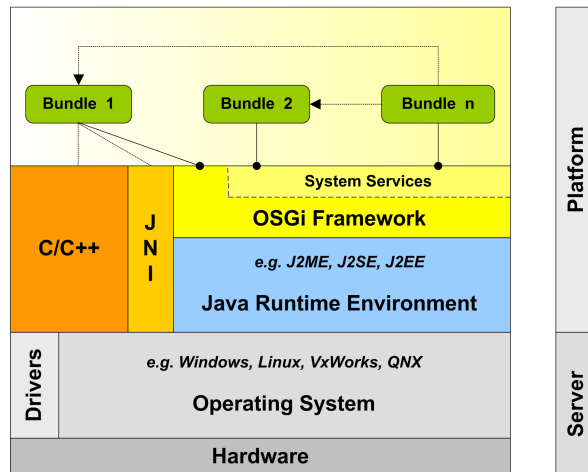 Bundle 1
Bundle 2
Bundle n
System Services
OSGi Framework
C/C++
J
N
I
e.g. J2ME, J2SE, J2EE
Java Runtime Environment
Drivers
e.g. Windows, Linux, VxWorks, QNX
Operating System
Hardware
Platform
Server